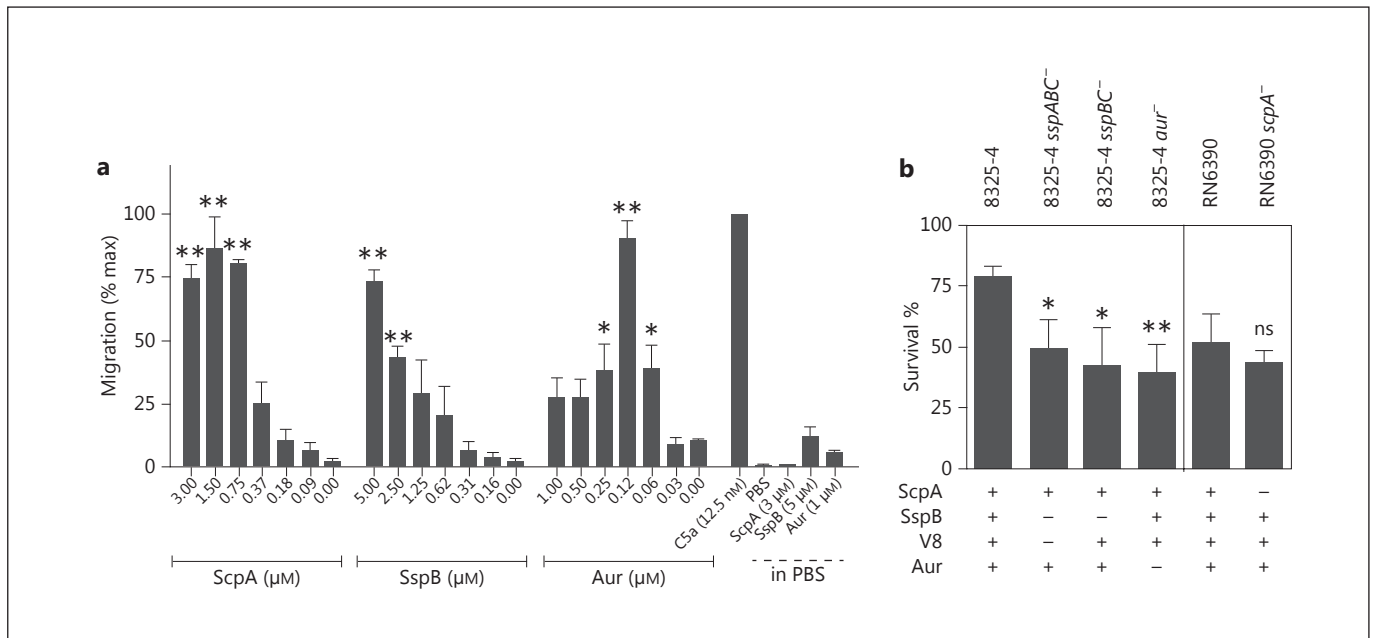 a
Migration (% max)
100
75
50
25
0
** ** ** ** ** * ** *
3.00 1.50 0.75 0.37 0.18 0.09 0.00 5.00 2.50 1.25 0.62 0.31 0.16 0.00 1.00 0.50 0.25 0.12 0.06 0.03 0.00 C5a (12.5 nM) PBS ScpA (3 μM) SspB (5 μM) Aur (1 μM)
ScpA (μM) SspB (μM) Aur (μM) in PBS
b
8325-4 8325-4 sspABC⁻ 8325-4 sspBC⁻ 8325-4 aur⁻ RN6390 RN6390 scpA⁻
Survival %
100
75
50
25
0
* * ** ns
ScpA + + + + + –
SspB + – – + + +
V8 + – + + + +
Aur + + + – + +